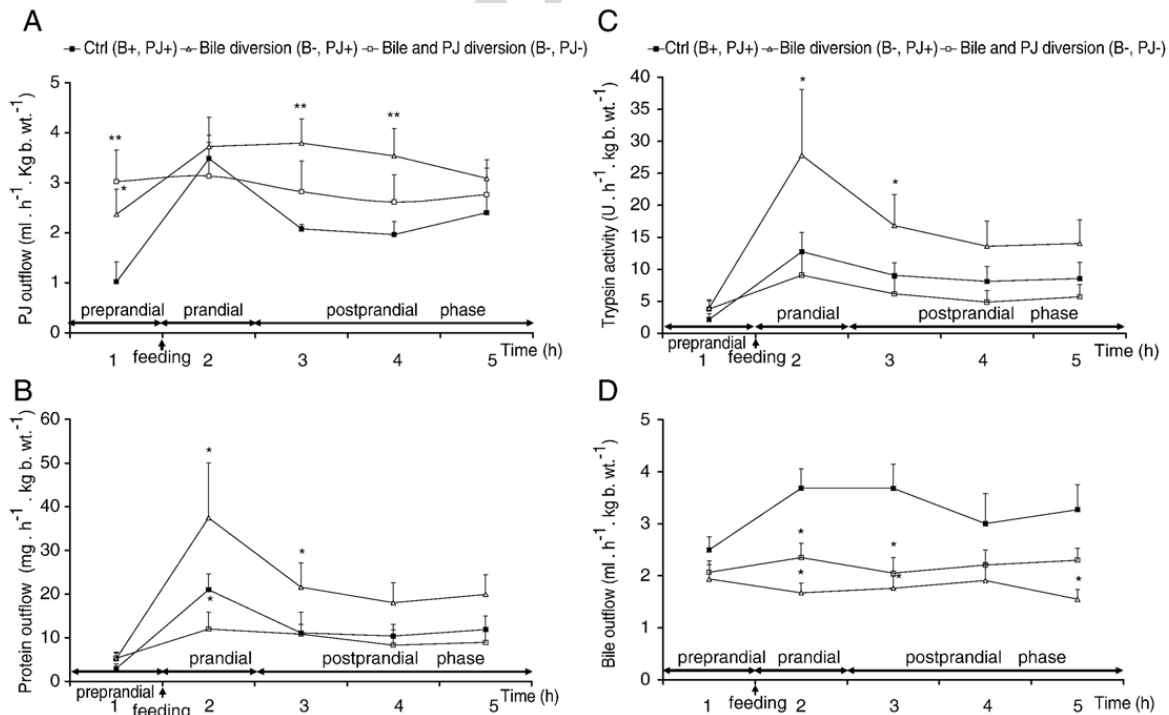 A
Ctrl (B+, PJ+) Bile diversion (B-, PJ+) Bile and PJ diversion (B-, PJ-)
PJ outflow (ml . h⁻¹. Kg b. wt.⁻¹)
5
4
3
2
1
0
**
*
**
**
preprandial prandial postprandial phase
1 feeding 2 3 4 5 Time (h)
B
Protein outflow (mg . h⁻¹ . kg b. wt.⁻¹)
60
50
40
30
20
10
0
*
*
*
prandial postprandial phase
preprandial Time (h)
1 feeding 2 3 4 5
C
Ctrl (B+, PJ+) Bile diversion (B-, PJ+) Bile and PJ diversion (B-, PJ-)
Trypsin activity (U. h⁻¹. kg b. wt.⁻¹)
40
35
30
25
20
15
10
5
0
*
*
prandial postprandial phase
preprandial Time (h)
1 feeding 2 3 4 5
D
Bile outflow (ml . h⁻¹. kg b. wt.⁻¹)
5
4
3
2
1
0
*
*
*
*
*
preprandial prandial postprandial phase
1 feeding 2 3 4 5 Time (h)